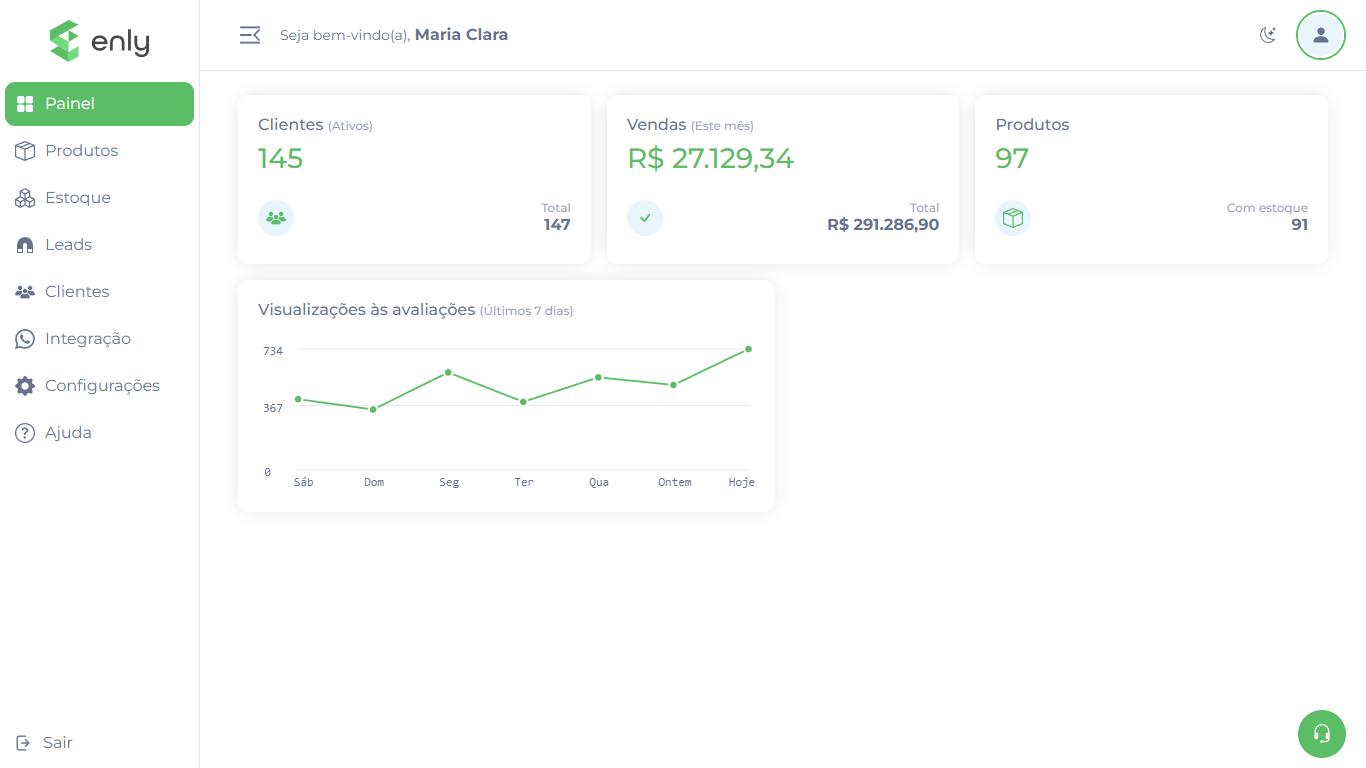 enly
Seja bem-vindo(a), Maria Clara
Painel
Produtos
Estoque
Leads
Clientes
Integração
Configurações
Ajuda
Sair
Clientes (Ativos)
145
Total
147
Vendas (Este mês)
R$ 27.129,34
Total
R$ 291.286,90
Produtos
97
Com estoque
91
Visualizações às avaliações (Últimos 7 dias)
734
367
0
Sáb Dom Seg Ter Qua Ontem Hoje